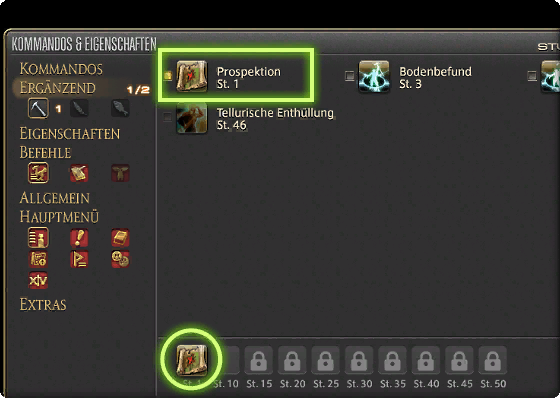 KOMMANDOS & EIGENSCHAFTEN
KOMMANDOS
ERGÄNZEND 1/2
1
EIGENSCHAFTEN
BEFEHLE
ALLGEMEIN
HAUPTMENÜ
XIV
EXTRAS
Prospektion
St. 1
Bodenbefund
St. 3
Tellurische Enthüllung
St. 46
St. 10 St. 15 St. 20 St. 25 St. 30 St. 35 St. 40 St. 45 St. 50